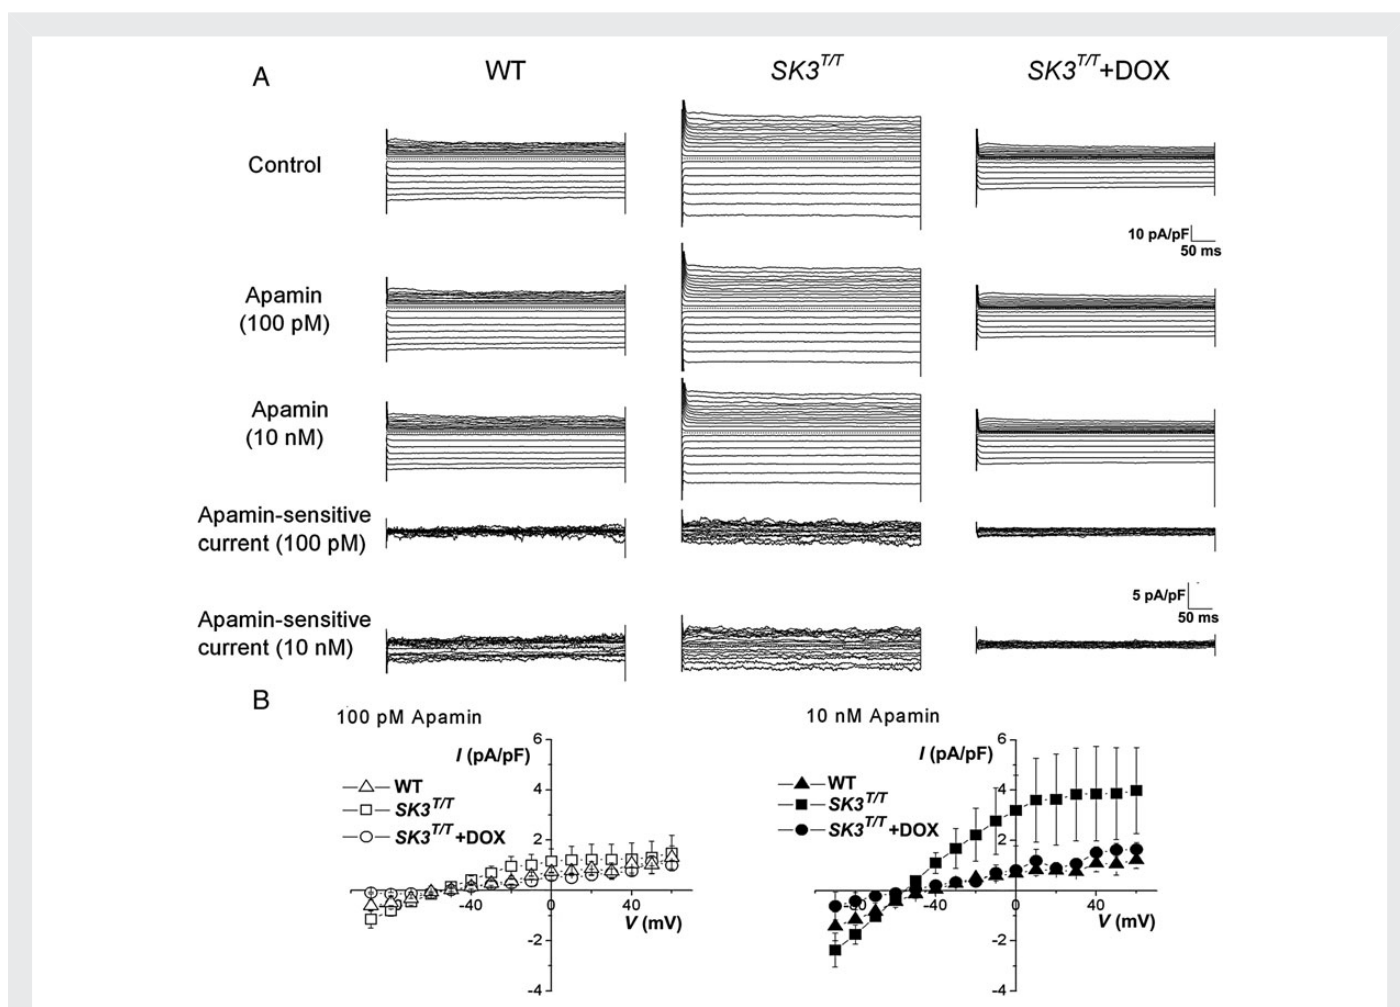 A
WT
SK3T/T
SK3T/T+DOX
Control
10 pA/pF
50 ms
Apamin
(100 pM)
Apamin
(10 nM)
Apamin-sensitive
current (100 pM)
5 pA/pF
50 ms
Apamin-sensitive
current (10 nM)
B
100 pM Apamin
I (pA/pF)
WT
SK3T/T
SK3T/T+DOX
6
4
2
-2
-4
-40
0
40
V (mV)
10 nM Apamin
I (pA/pF)
WT
SK3T/T
SK3T/T+DOX
6
4
2
-2
-4
-80
-40
0
40
V (mV)